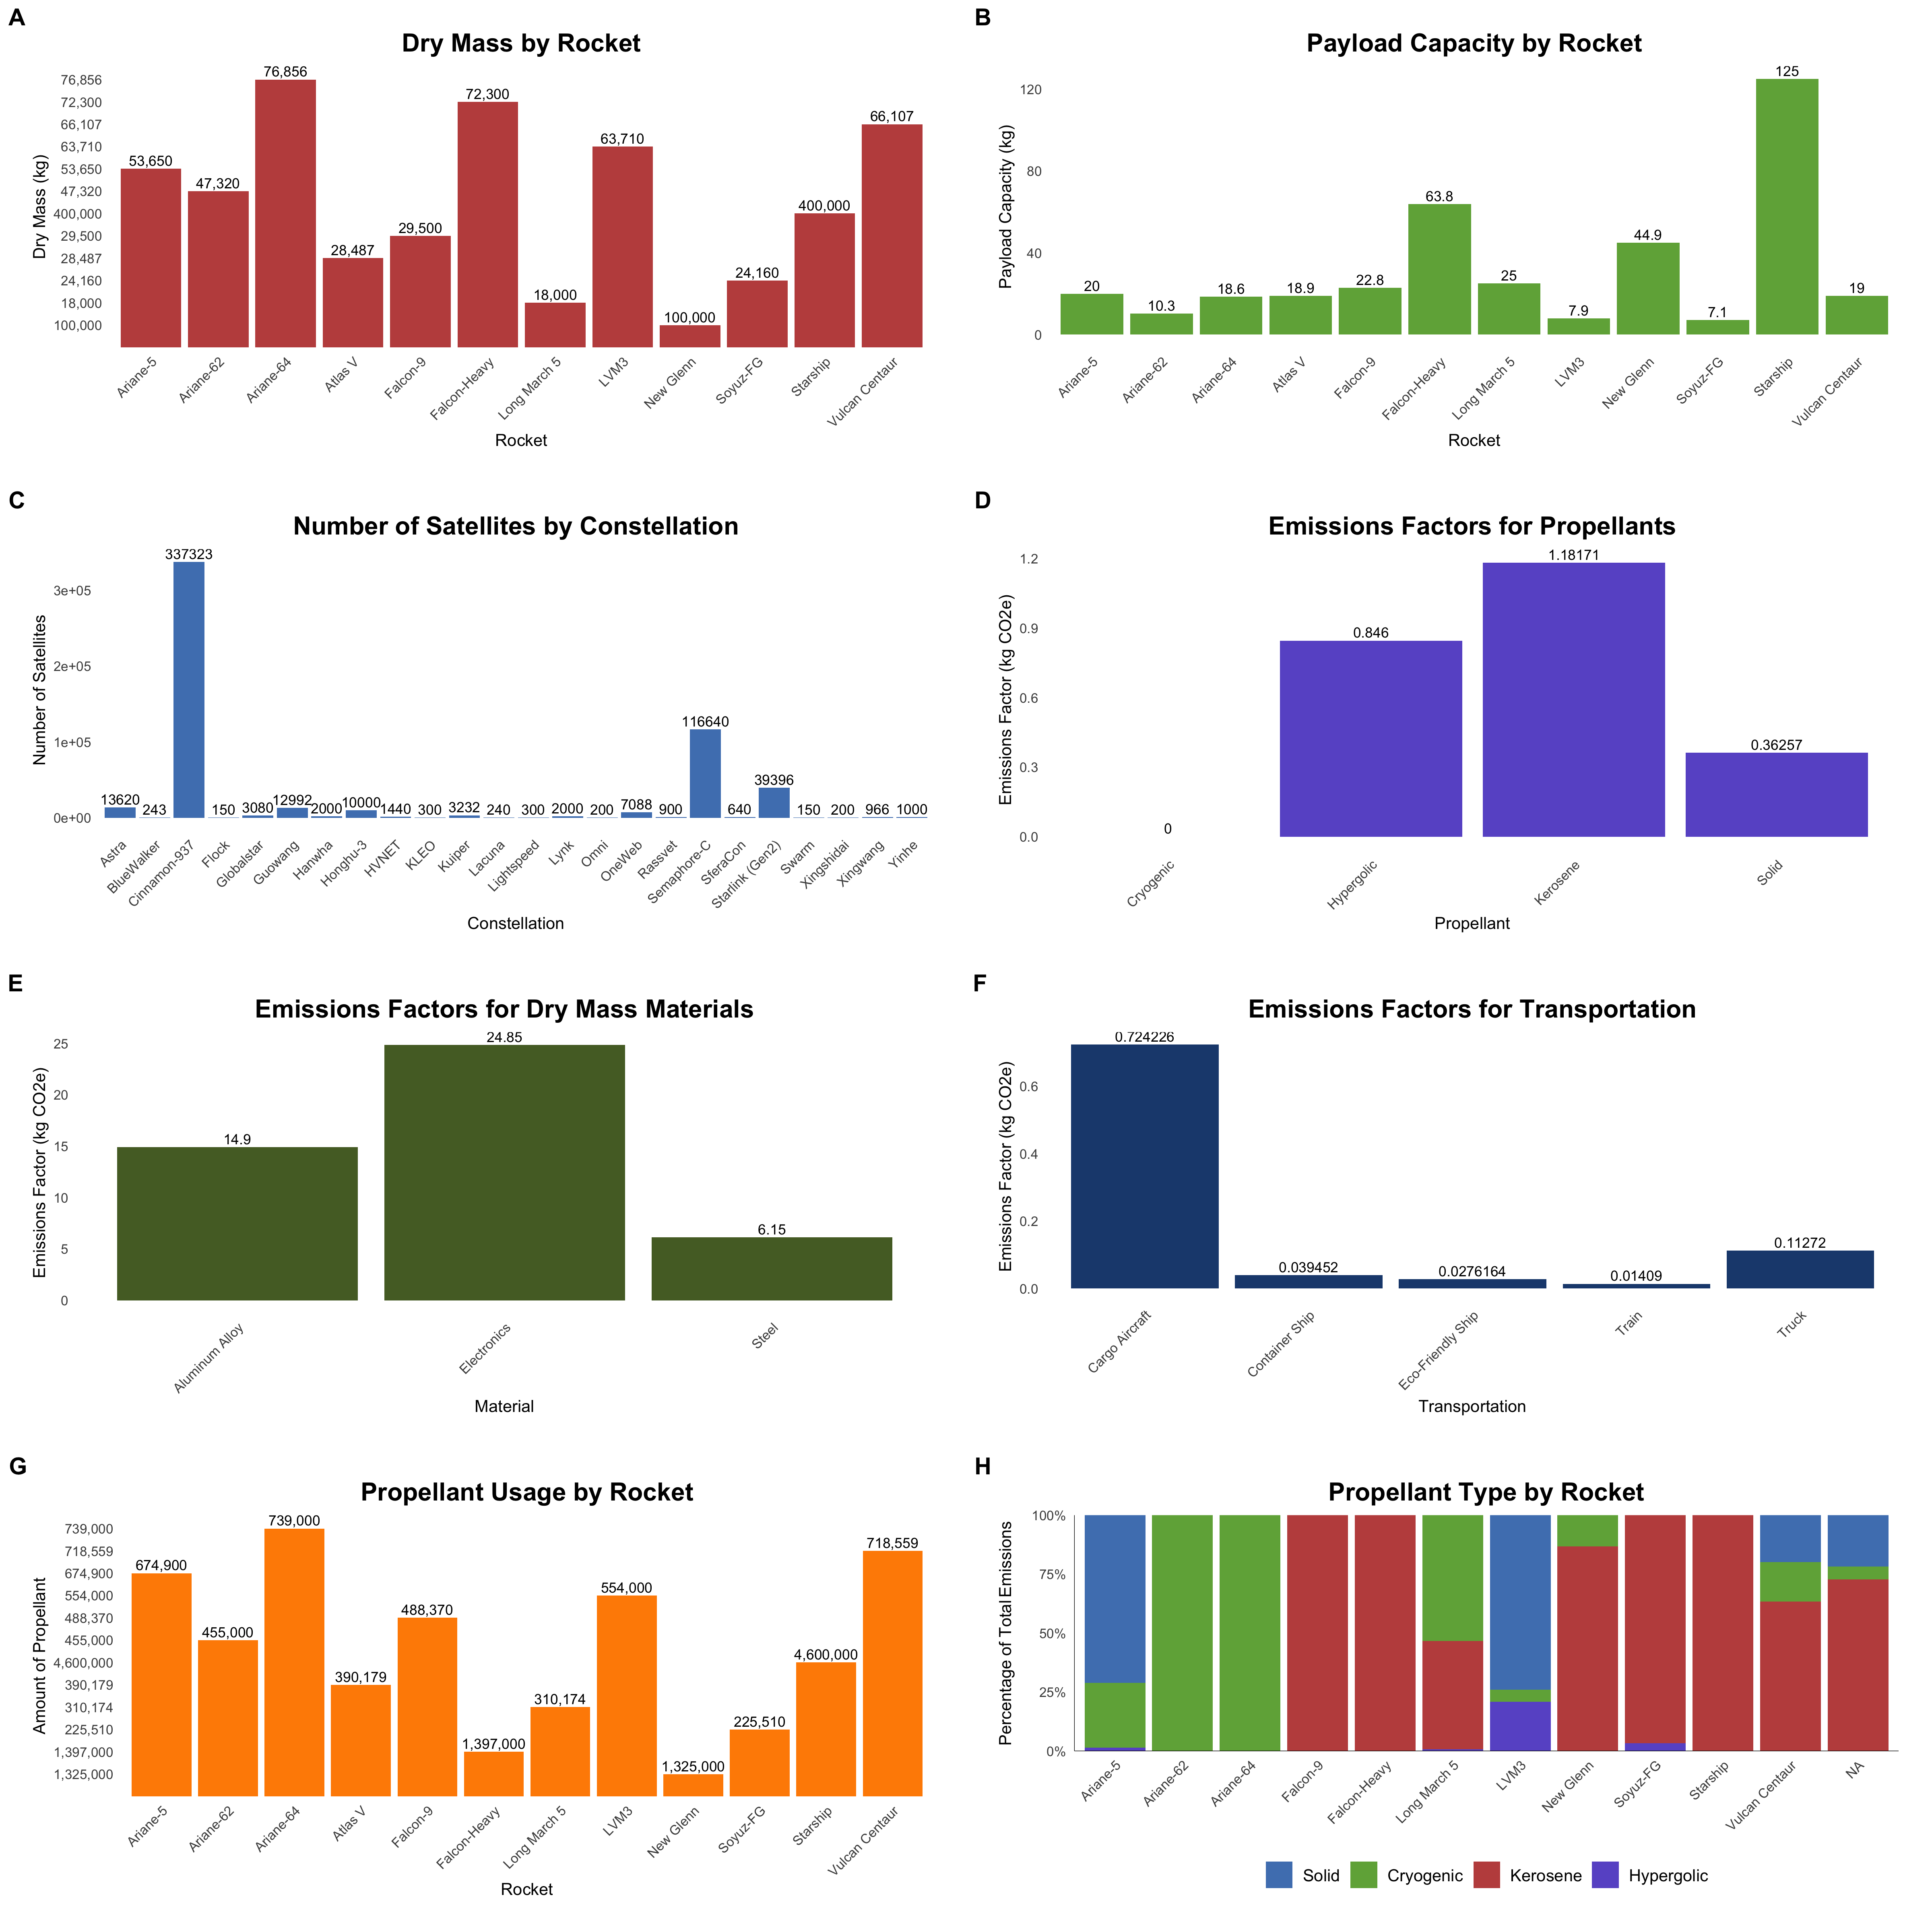 A
Dry Mass by Rocket
Dry Mass (kg)
76,856
72,300
66,107
63,710
53,650
47,320
400,000
29,500
28,487
24,160
18,000
100,000
53,650
47,320
76,856
28,487
29,500
72,300
18,000
63,710
100,000
24,160
400,000
66,107
Ariane-5
Ariane-62
Ariane-64
Atlas V
Falcon-9
Falcon-Heavy
Long March 5
LVM3
New Glenn
Soyuz-FG
Starship
Vulcan Centaur
Rocket
B
Payload Capacity by Rocket
Payload Capacity (kg)
120
80
40
0
20
10.3
18.6
18.9
22.8
63.8
25
7.9
44.9
7.1
125
19
Ariane-5
Ariane-62
Ariane-64
Atlas V
Falcon-9
Falcon-Heavy
Long March 5
LVM3
New Glenn
Soyuz-FG
Starship
Vulcan Centaur
Rocket
C
Number of Satellites by Constellation
Number of Satellites
3e+05
2e+05
1e+05
0e+00
13620
243
337323
150
3080
12992
2000
10000
1440
300
3232
240
300
2000
200
7088
900
116640
640
39396
150
200
966
1000
Astra
BlueWalker
Cinnamon-937
Flock
Globalstar
Guowang
Hanwha
Honghu-3
HVNET
KLEO
Kuiper
Lacuna
Lightspeed
Lynk
Omni
OneWeb
Rassvet
Semaphore-C
SferaCon
Starlink (Gen2)
Swarm
Xingshidai
Xingwang
Yinhe
Constellation
D
Emissions Factors for Propellants
Emissions Factor (kg CO2e)
1.2
0.9
0.6
0.3
0.0
0
0.846
1.18171
0.36257
Cryogenic
Hypergolic
Kerosene
Solid
Propellant
E
Emissions Factors for Dry Mass Materials
Emissions Factor (kg CO2e)
25
20
15
10
5
0
14.9
24.85
6.15
Aluminum Alloy
Electronics
Steel
Material
F
Emissions Factors for Transportation
Emissions Factor (kg CO2e)
0.6
0.4
0.2
0.0
0.724226
0.039452
0.0276164
0.01409
0.11272
Cargo Aircraft
Container Ship
Eco-Friendly Ship
Train
Truck
Transportation
G
Propellant Usage by Rocket
Amount of Propellant
739,000
718,559
674,900
554,000
488,370
455,000
4,600,000
390,179
310,174
225,510
1,397,000
1,325,000
674,900
455,000
739,000
390,179
488,370
1,397,000
310,174
554,000
1,325,000
225,510
4,600,000
718,559
Ariane-5
Ariane-62
Ariane-64
Atlas V
Falcon-9
Falcon-Heavy
Long March 5
LVM3
New Glenn
Soyuz-FG
Starship
Vulcan Centaur
Rocket
H
Propellant Type by Rocket
Percentage of Total Emissions
100%
75%
50%
25%
0%
Ariane-5
Ariane-62
Ariane-64
Falcon-9
Falcon-Heavy
Long March 5
LVM3
New Glenn
Soyuz-FG
Starship
Vulcan Centaur
NA
Solid
Cryogenic
Kerosene
Hypergolic